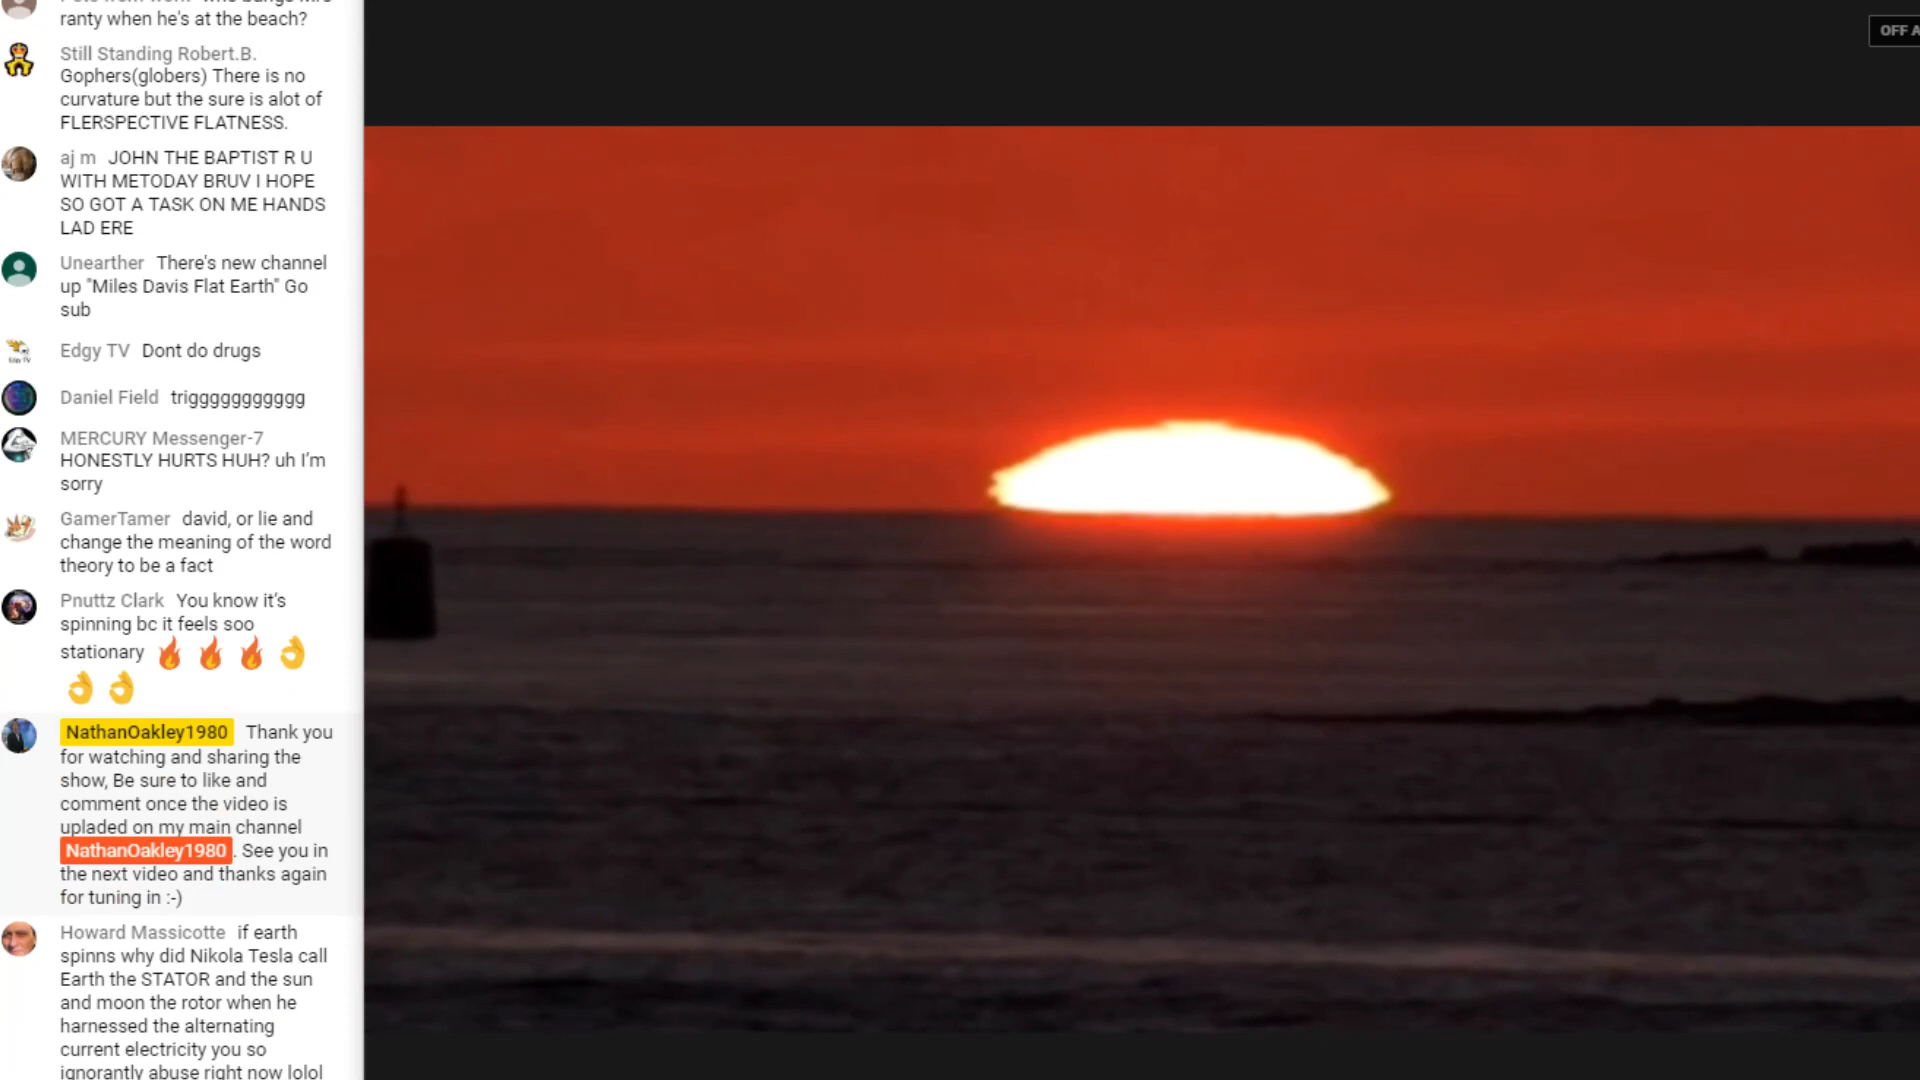 ranty when he's at the beach?
Still Standing Robert.B.
Gophers(globers) There is no
curvature but the sure is alot of
FLERSPECTIVE FLATNESS.
aj m JOHN THE BAPTIST R U
WITH METODAY BRUV I HOPE
SO GOT A TASK ON ME HANDS
LAD ERE
Unearther There's new channel
up "Miles Davis Flat Earth" Go
sub
Edgy TV Dont do drugs
Daniel Field triggggggggggg
MERCURY Messenger-7
HONESTLY HURTS HUH? uh I'm
sorry
GamerTamer david, or lie and
change the meaning of the word
theory to be a fact
Pnuttz Clark You know it's
spinning bc it feels soo
stationary 🔥 🔥 🔥 👌
👌 👌
NathanOakley1980 Thank you
for watching and sharing the
show, Be sure to like and
comment once the video is
upladed on my main channel
NathanOakley1980. See you in
the next video and thanks again
for tuning in :-)
Howard Massicotte if earth
spinns why did Nikola Tesla call
Earth the STATOR and the sun
and moon the rotor when he
harnessed the alternating
current electricity you so
ignorantly abuse right now lolol
OFF A